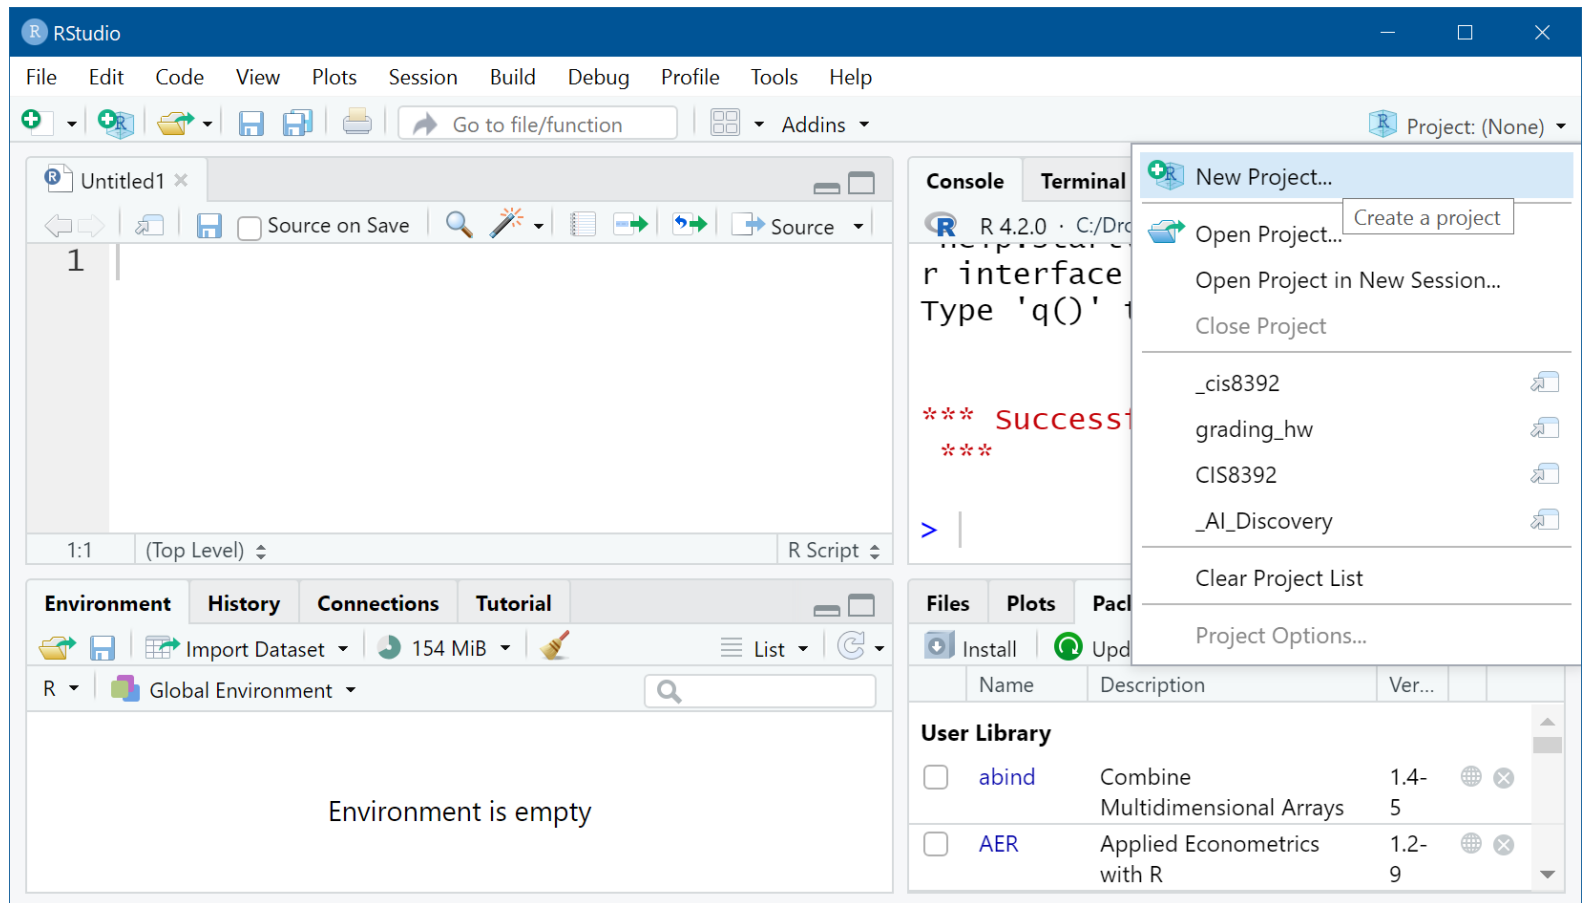 RStudio
File Edit Code View Plots Session Build Debug Profile Tools Help
Go to file/function Addins Project: (None)
Untitled1
Source on Save Source
1
1:1 (Top Level) R Script
Console Terminal
R 4.2.0 · C:/Dro
r interface
Type 'q()'
*** Successf
***
>
New Project...
Create a project
Open Project...
Open Project in New Session...
Close Project
_cis8392
grading_hw
CIS8392
_AI_Discovery
Clear Project List
Project Options...
Environment History Connections Tutorial
Import Dataset 154 MiB List
R Global Environment
Environment is empty
Files Plots Pac
Install Upd
Name Description Ver...
User Library
abind Combine Multidimensional Arrays 1.4-5
AER Applied Econometrics with R 1.2-9